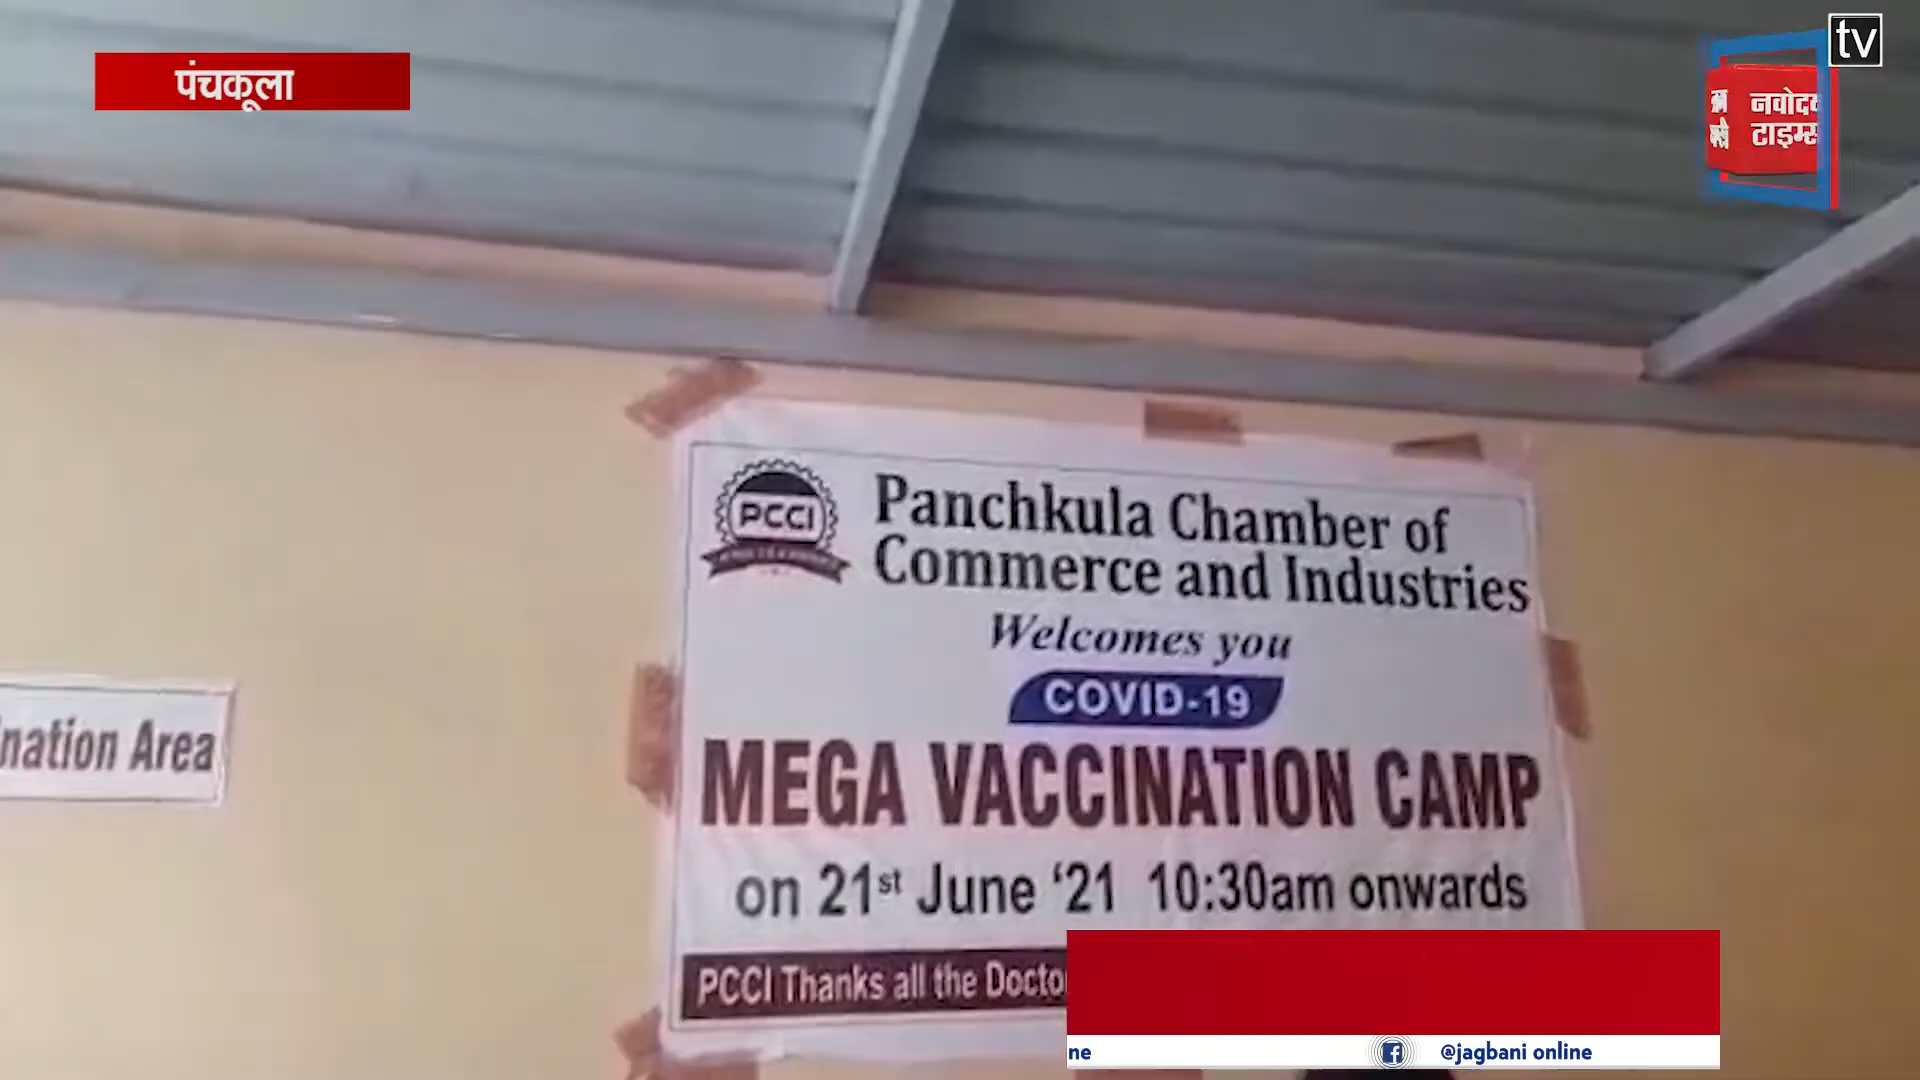 पंचकूला
tv
नवोदय
टाइम्स
PCCI
Panchkula Chamber of
Commerce and Industries
Welcomes you
COVID-19
MEGA VACCINATION CAMP
on 21st June ‘21 10:30am onwards
nation Area
PCCI Thanks all the
ne
@jagbani online